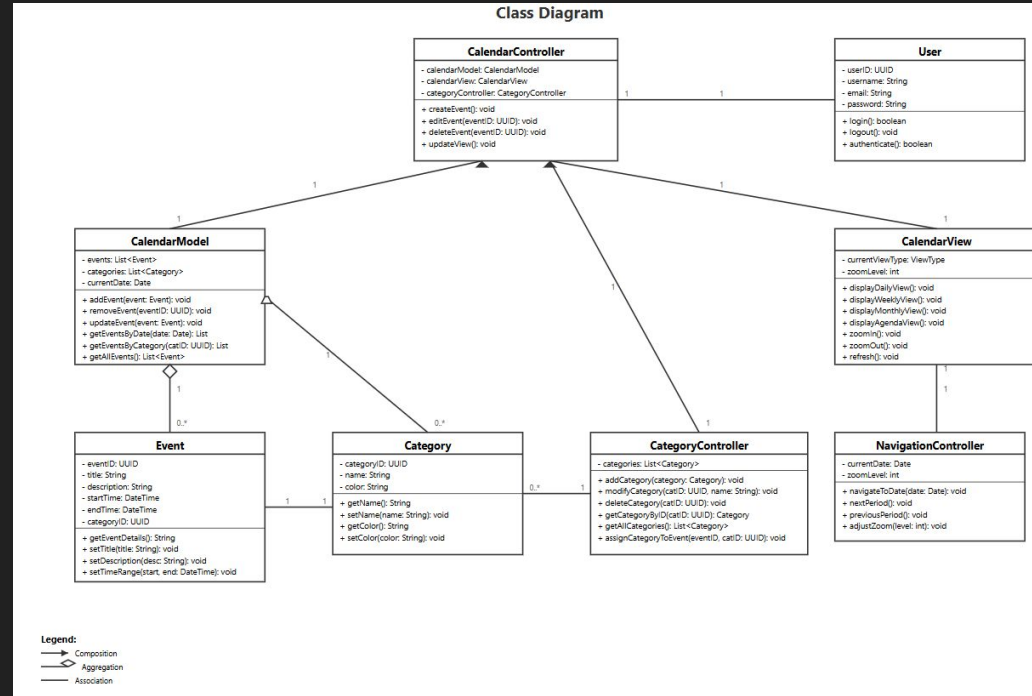 Class Diagram
CalendarController
- calendarModel: CalendarModel
- calendarView: CalendarView
- categoryController: CategoryController
+ createEvent(): void
+ editEvent(eventID: UUID): void
+ deleteEvent(eventID: UUID): void
+ updateView(): void
1
1
User
- userID: UUID
- username: String
- email: String
- password: String
+ login(): boolean
+ logout(): void
+ authenticate(): boolean
1
1
1
1
1
1
CalendarModel
- events: List<Event>
- categories: List<Category>
- currentDate: Date
+ addEvent(event: Event): void
+ removeEvent(eventID: UUID): void
+ updateEvent(event: Event): void
+ getEventsByDate(date: Date): List
+ getEventsByCategory(catID: UUID): List
+ getAllEvents(): List<Event>
CalendarView
- currentViewType: ViewType
- zoomLevel: int
+ displayDailyView(): void
+ displayWeeklyView(): void
+ displayMonthlyView(): void
+ displayAgendaView(): void
+ zoomIn(): void
+ zoomOut(): void
+ refresh(): void
1
0..*
1
0..*
1
1
Event
- eventID: UUID
- title: String
- description: String
- startTime: DateTime
- endTime: DateTime
- categoryID: UUID
+ getEventDetails(): String
+ setTitle(title: String): void
+ setDescription(desc: String): void
+ setTimeRange(start, end: DateTime): void
1
1
Category
- categoryID: UUID
- name: String
- color: String
+ getName(): String
+ setName(name: String): void
+ getColor(): String
+ setColor(color: String): void
0..*
1
CategoryController
- categories: List<Category>
+ addCategory(category: Category): void
+ modifyCategory(catID: UUID, name: String): void
+ deleteCategory(catID: UUID): void
+ getCategoryByID(catID: UUID): Category
+ getAllCategories(): List<Category>
+ assignCategoryToEvent(eventID, catID: UUID): void
NavigationController
- currentDate: Date
- zoomLevel: int
+ navigateToDate(date: Date): void
+ nextPeriod(): void
+ previousPeriod(): void
+ adjustZoom(level: int): void
Legend:
Composition
Aggregation
Association